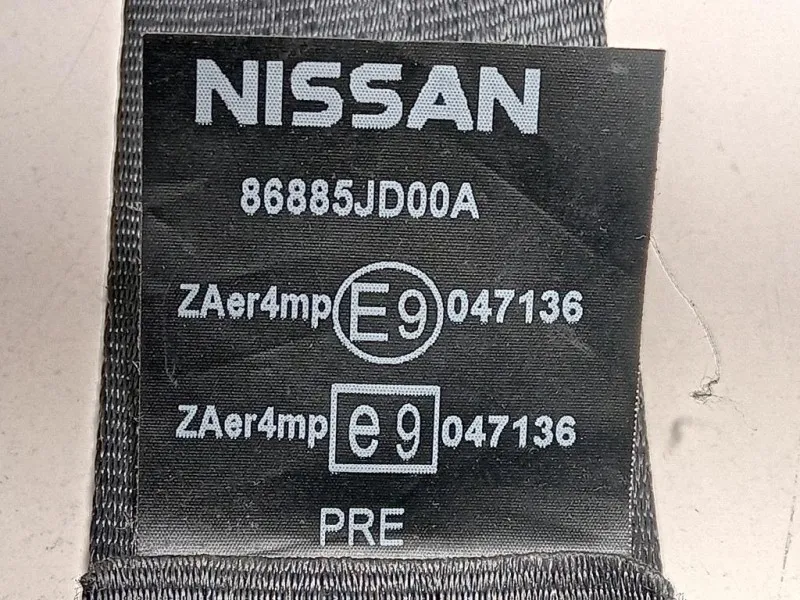 NISSAN
86885JD00A
ZAer4mp E9 047136
ZAer4mp e9 047136
PRE